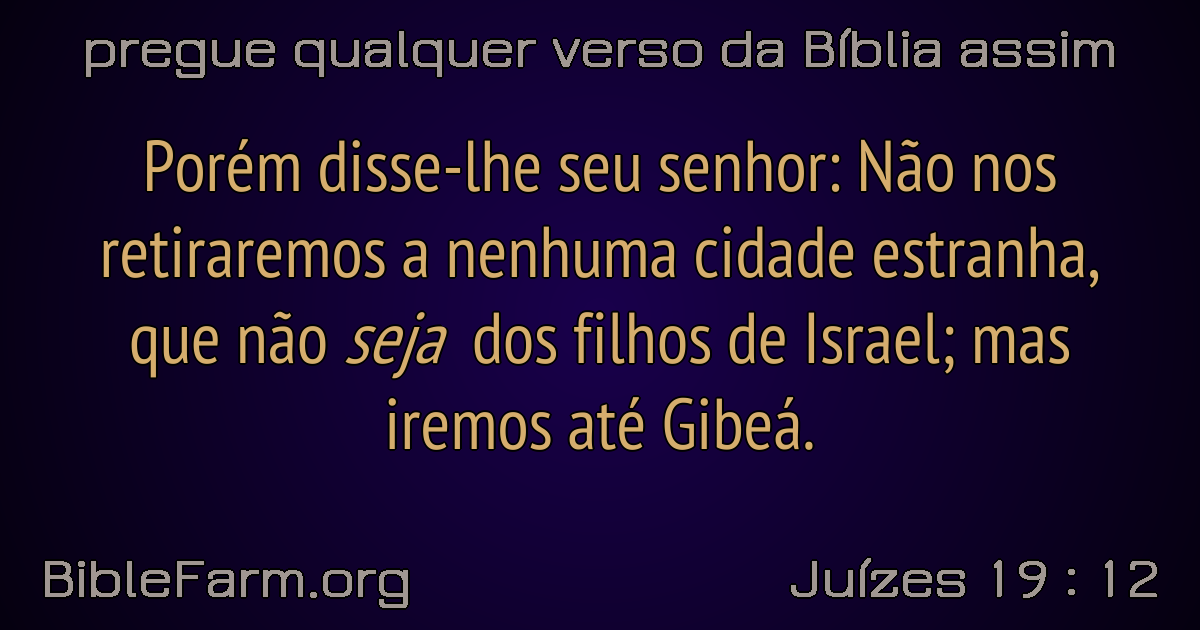 pregue qualquer verso da Bíblia assim
Porém disse-lhe seu senhor: Não nos
retiraremos a nenhuma cidade estranha,
que não seja dos filhos de Israel; mas
iremos até Gibeá.
BibleFarm.org
Juízes 19 : 12